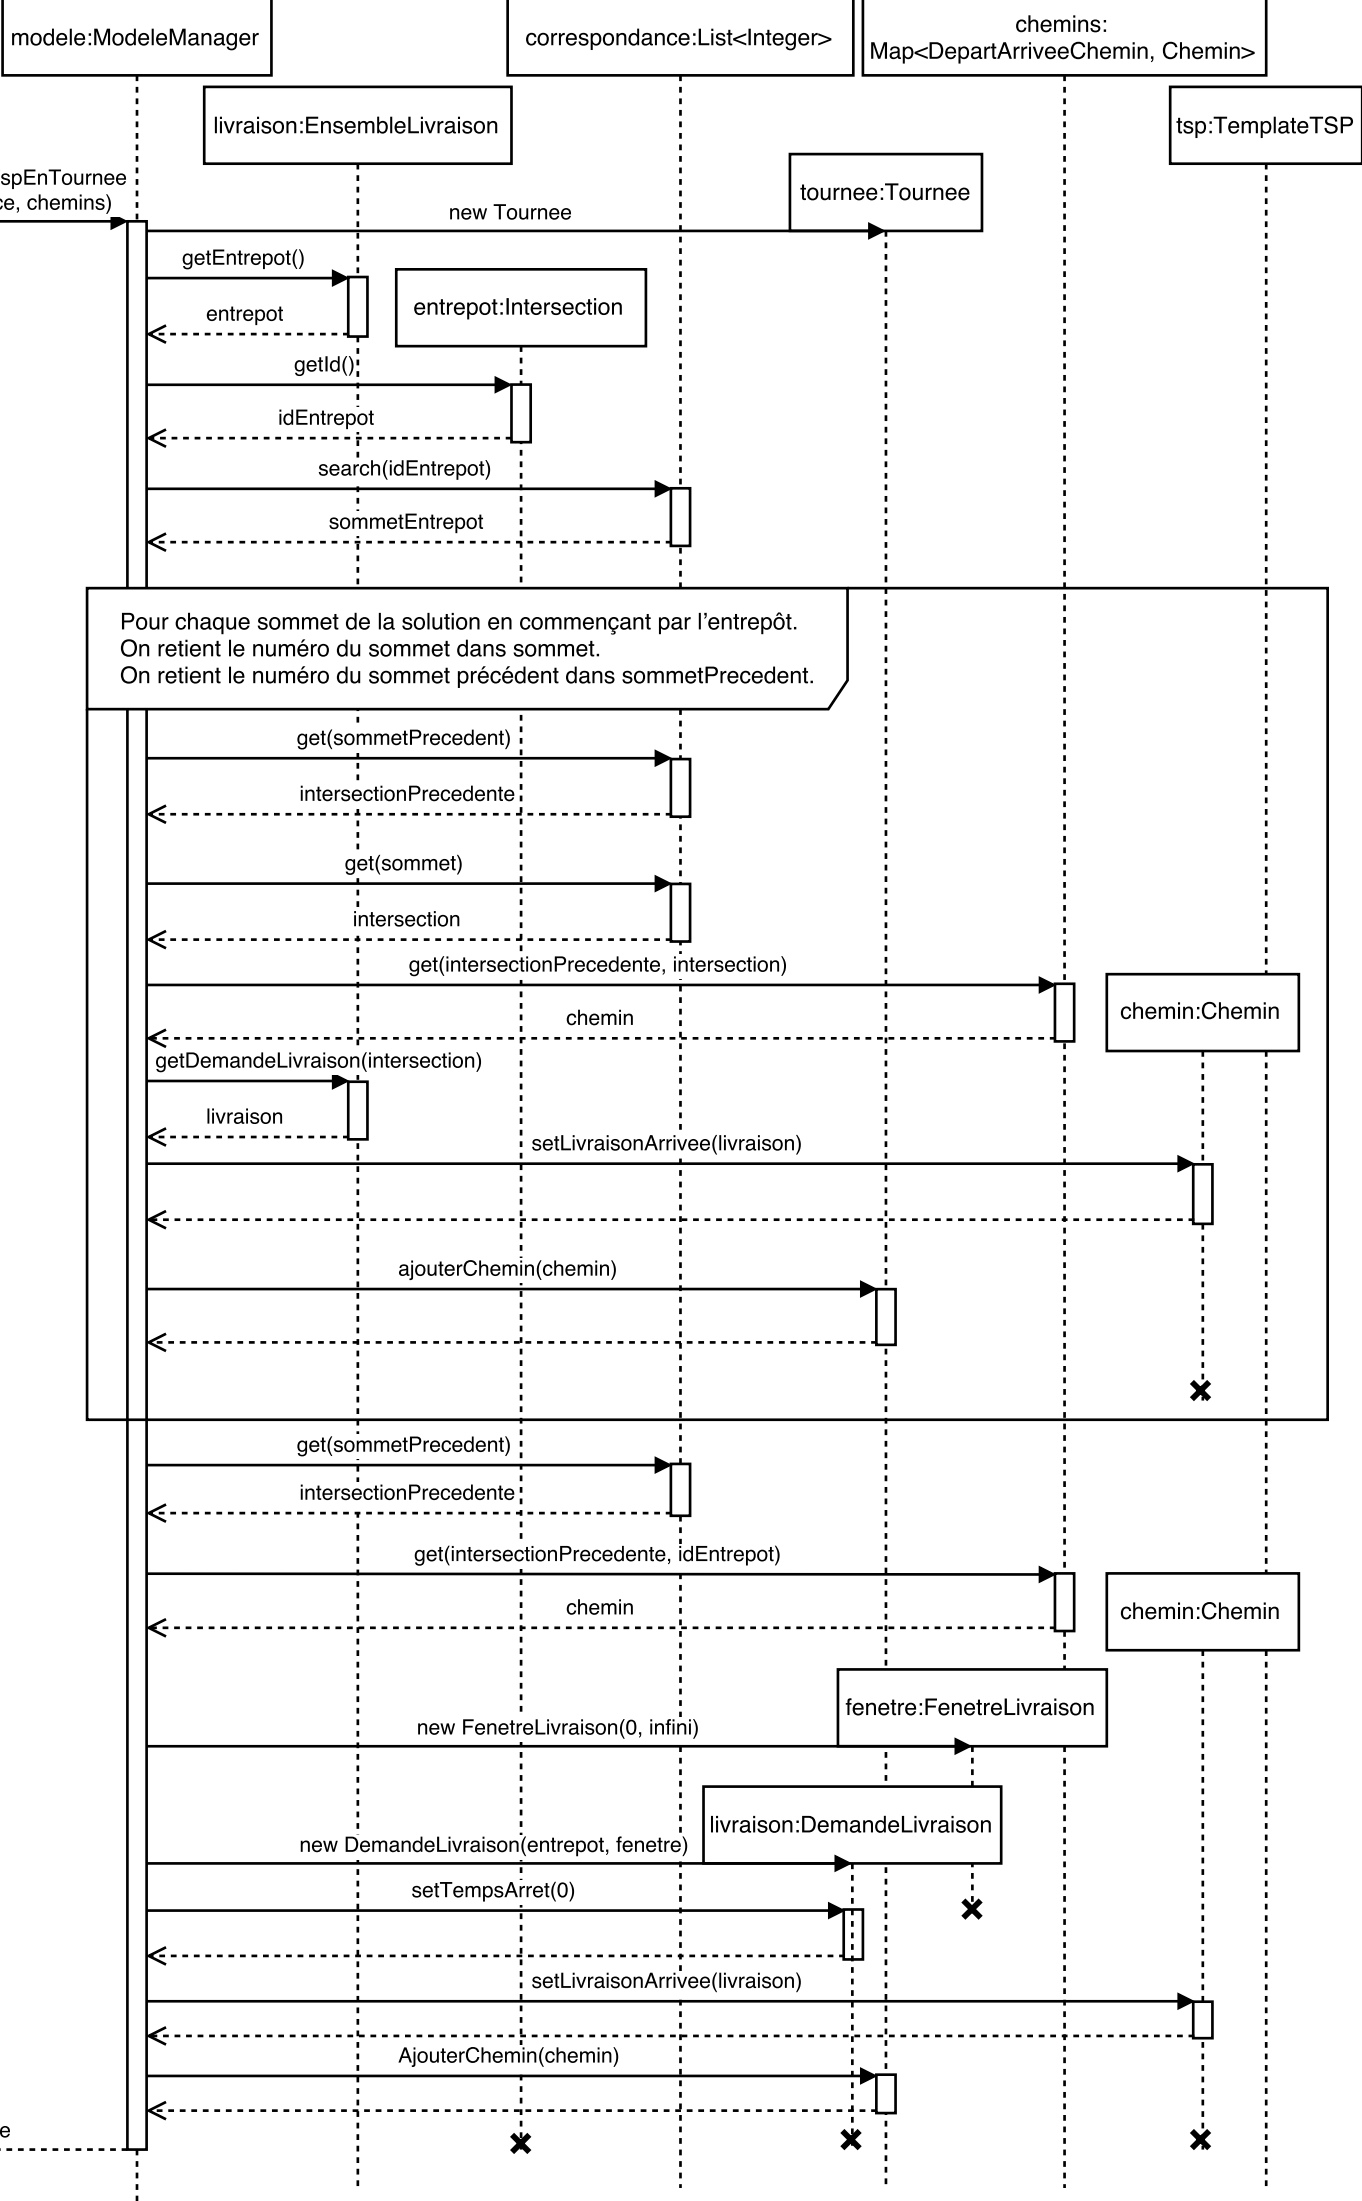 modele:ModeleManager
correspondance:List<Integer>
chemins:
Map<DepartArriveeChemin, Chemin>
livraison:EnsembleLivraison
tsp:TemplateTSP
spEnTournee
ce, chemins)
tournee:Tournee
new Tournee
getEntrepot()
entrepot:Intersection
entrepot
getId()
idEntrepot
search(idEntrepot)
sommetEntrepot
Pour chaque sommet de la solution en commençant par l'entrepôt.
On retient le numéro du sommet dans sommet.
On retient le numéro du sommet précédent dans sommetPrecedent.
get(sommetPrecedent)
intersectionPrecedente
get(sommet)
intersection
get(intersectionPrecedente, intersection)
chemin:Chemin
chemin
getDemandeLivraison(intersection)
livraison
setLivraisonArrivee(livraison)
ajouterChemin(chemin)
get(sommetPrecedent)
intersectionPrecedente
get(intersectionPrecedente, idEntrepot)
chemin
chemin:Chemin
fenetre:FenetreLivraison
new FenetreLivraison(0, infini)
livraison:DemandeLivraison
new DemandeLivraison(entrepot, fenetre)
setTempsArret(0)
setLivraisonArrivee(livraison)
AjouterChemin(chemin)
e